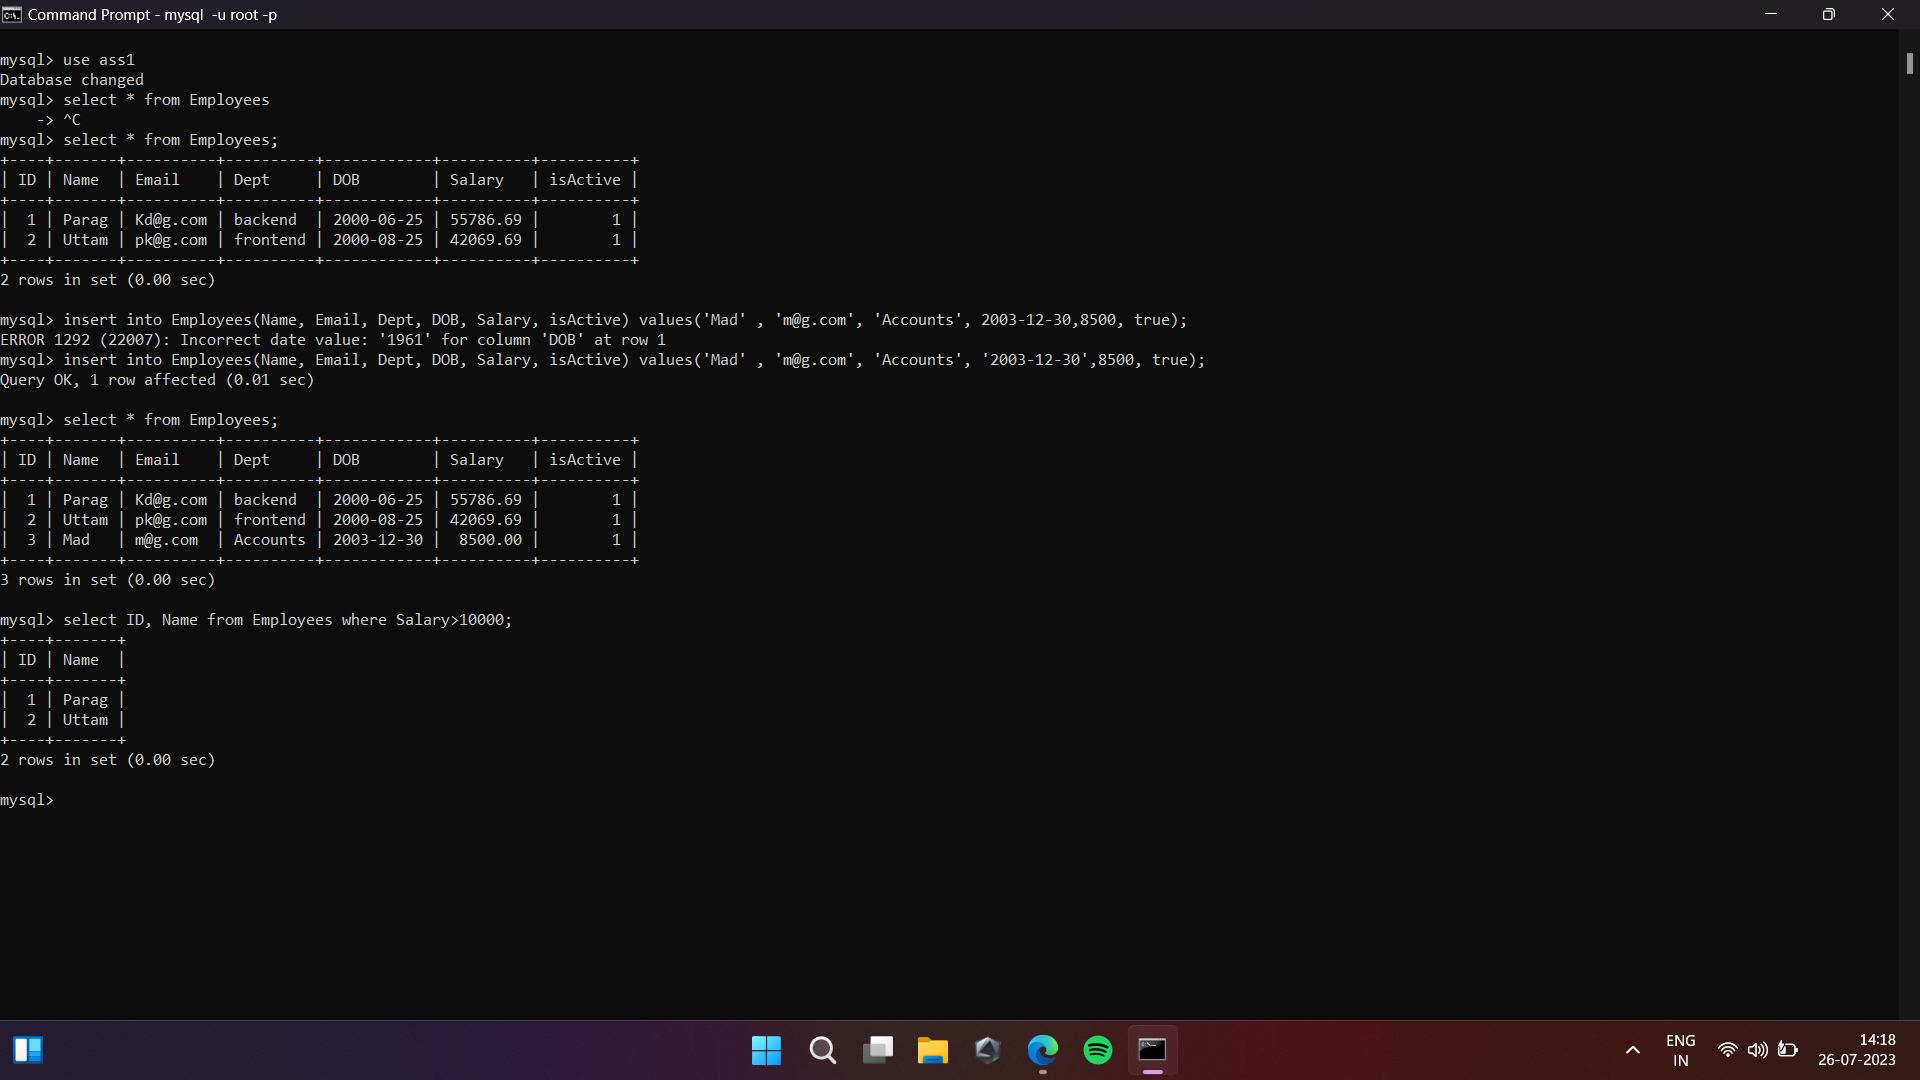 Command Prompt - mysql  -u root -p
mysql> use ass1
Database changed
mysql> select * from Employees
    -> ^C
mysql> select * from Employees;
+----+-------+----------+----------+------------+----------+----------+
| ID | Name  | Email    | Dept     | DOB        | Salary   | isActive |
+----+-------+----------+----------+------------+----------+----------+
|  1 | Parag | Kd@g.com | backend  | 2000-06-25 | 55786.69 |        1 |
|  2 | Uttam | pk@g.com | frontend | 2000-08-25 | 42069.69 |        1 |
+----+-------+----------+----------+------------+----------+----------+
2 rows in set (0.00 sec)
mysql> insert into Employees(Name, Email, Dept, DOB, Salary, isActive) values('Mad' , 'm@g.com', 'Accounts', 2003-12-30,8500, true);
ERROR 1292 (22007): Incorrect date value: '1961' for column 'DOB' at row 1
mysql> insert into Employees(Name, Email, Dept, DOB, Salary, isActive) values('Mad' , 'm@g.com', 'Accounts', '2003-12-30',8500, true);
Query OK, 1 row affected (0.01 sec)
mysql> select * from Employees;
+----+-------+----------+----------+------------+----------+----------+
| ID | Name  | Email    | Dept     | DOB        | Salary   | isActive |
+----+-------+----------+----------+------------+----------+----------+
|  1 | Parag | Kd@g.com | backend  | 2000-06-25 | 55786.69 |        1 |
|  2 | Uttam | pk@g.com | frontend | 2000-08-25 | 42069.69 |        1 |
|  3 | Mad   | m@g.com  | Accounts | 2003-12-30 |  8500.00 |        1 |
+----+-------+----------+----------+------------+----------+----------+
3 rows in set (0.00 sec)
mysql> select ID, Name from Employees where Salary>10000;
+----+-------+
| ID | Name  |
+----+-------+
|  1 | Parag |
|  2 | Uttam |
+----+-------+
2 rows in set (0.00 sec)
mysql>
ENG
IN
14:18
26-07-2023